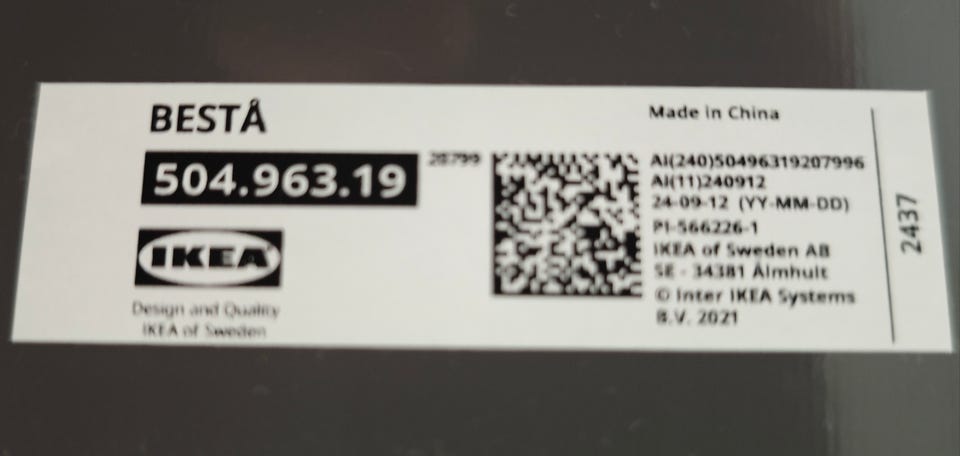 BESTÅ
504.963.19
IKEA
Design and Quality
IKEA of Sweden
Made in China
AI(240)50496319207996
AI(11)240912
24-09-12 (YY-MM-DD)
PI-566226-1
IKEA of Sweden AB
SE - 34381 Älmhult
© Inter IKEA Systems
B.V. 2021
2437